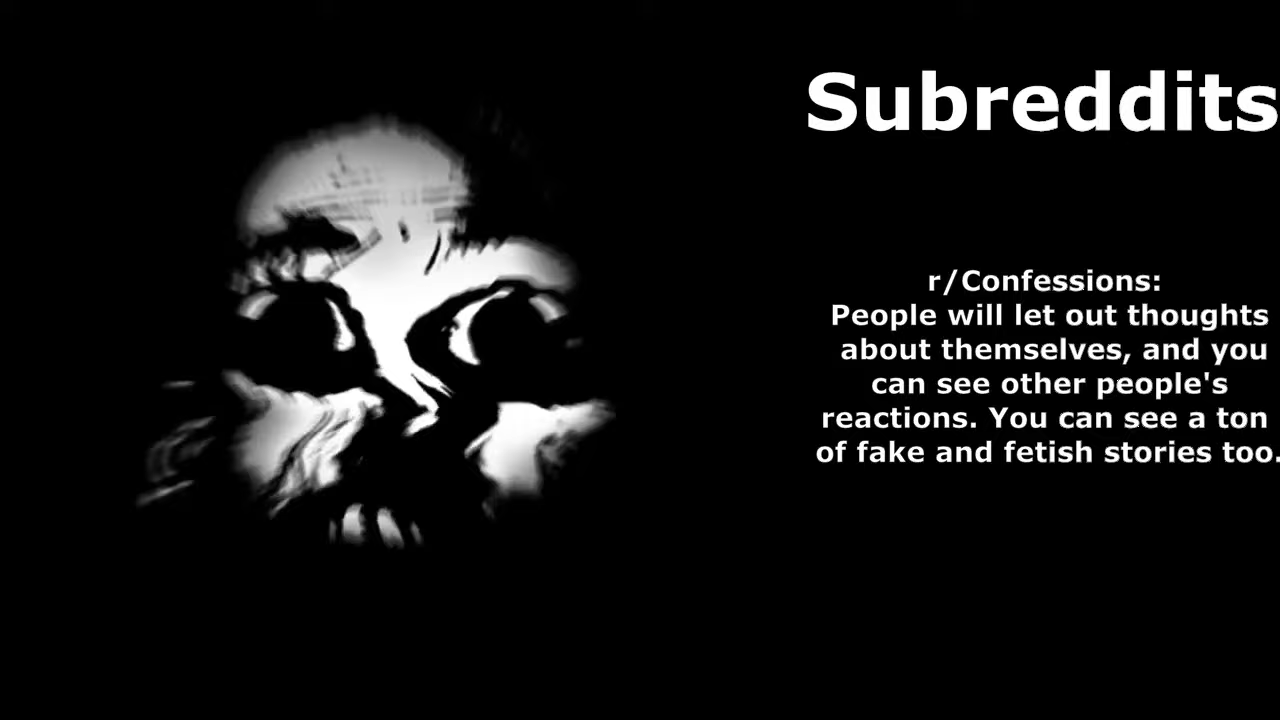 Subreddits
r/Confessions:
People will let out thoughts
about themselves, and you
can see other people's
reactions. You can see a ton
of fake and fetish stories too.